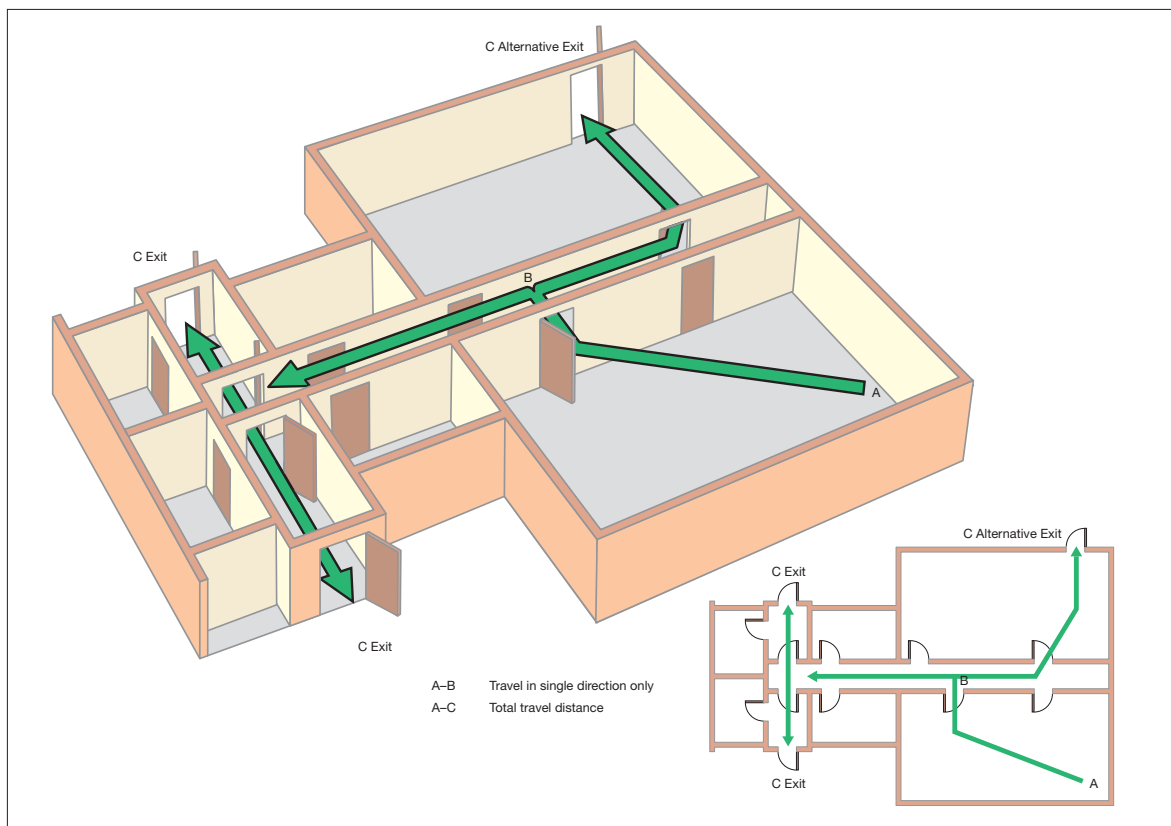 C Alternative Exit
C Exit
B
A
C Exit
A–B Travel in single direction only
A–C Total travel distance
C Alternative Exit
C Exit
B
A
C Exit